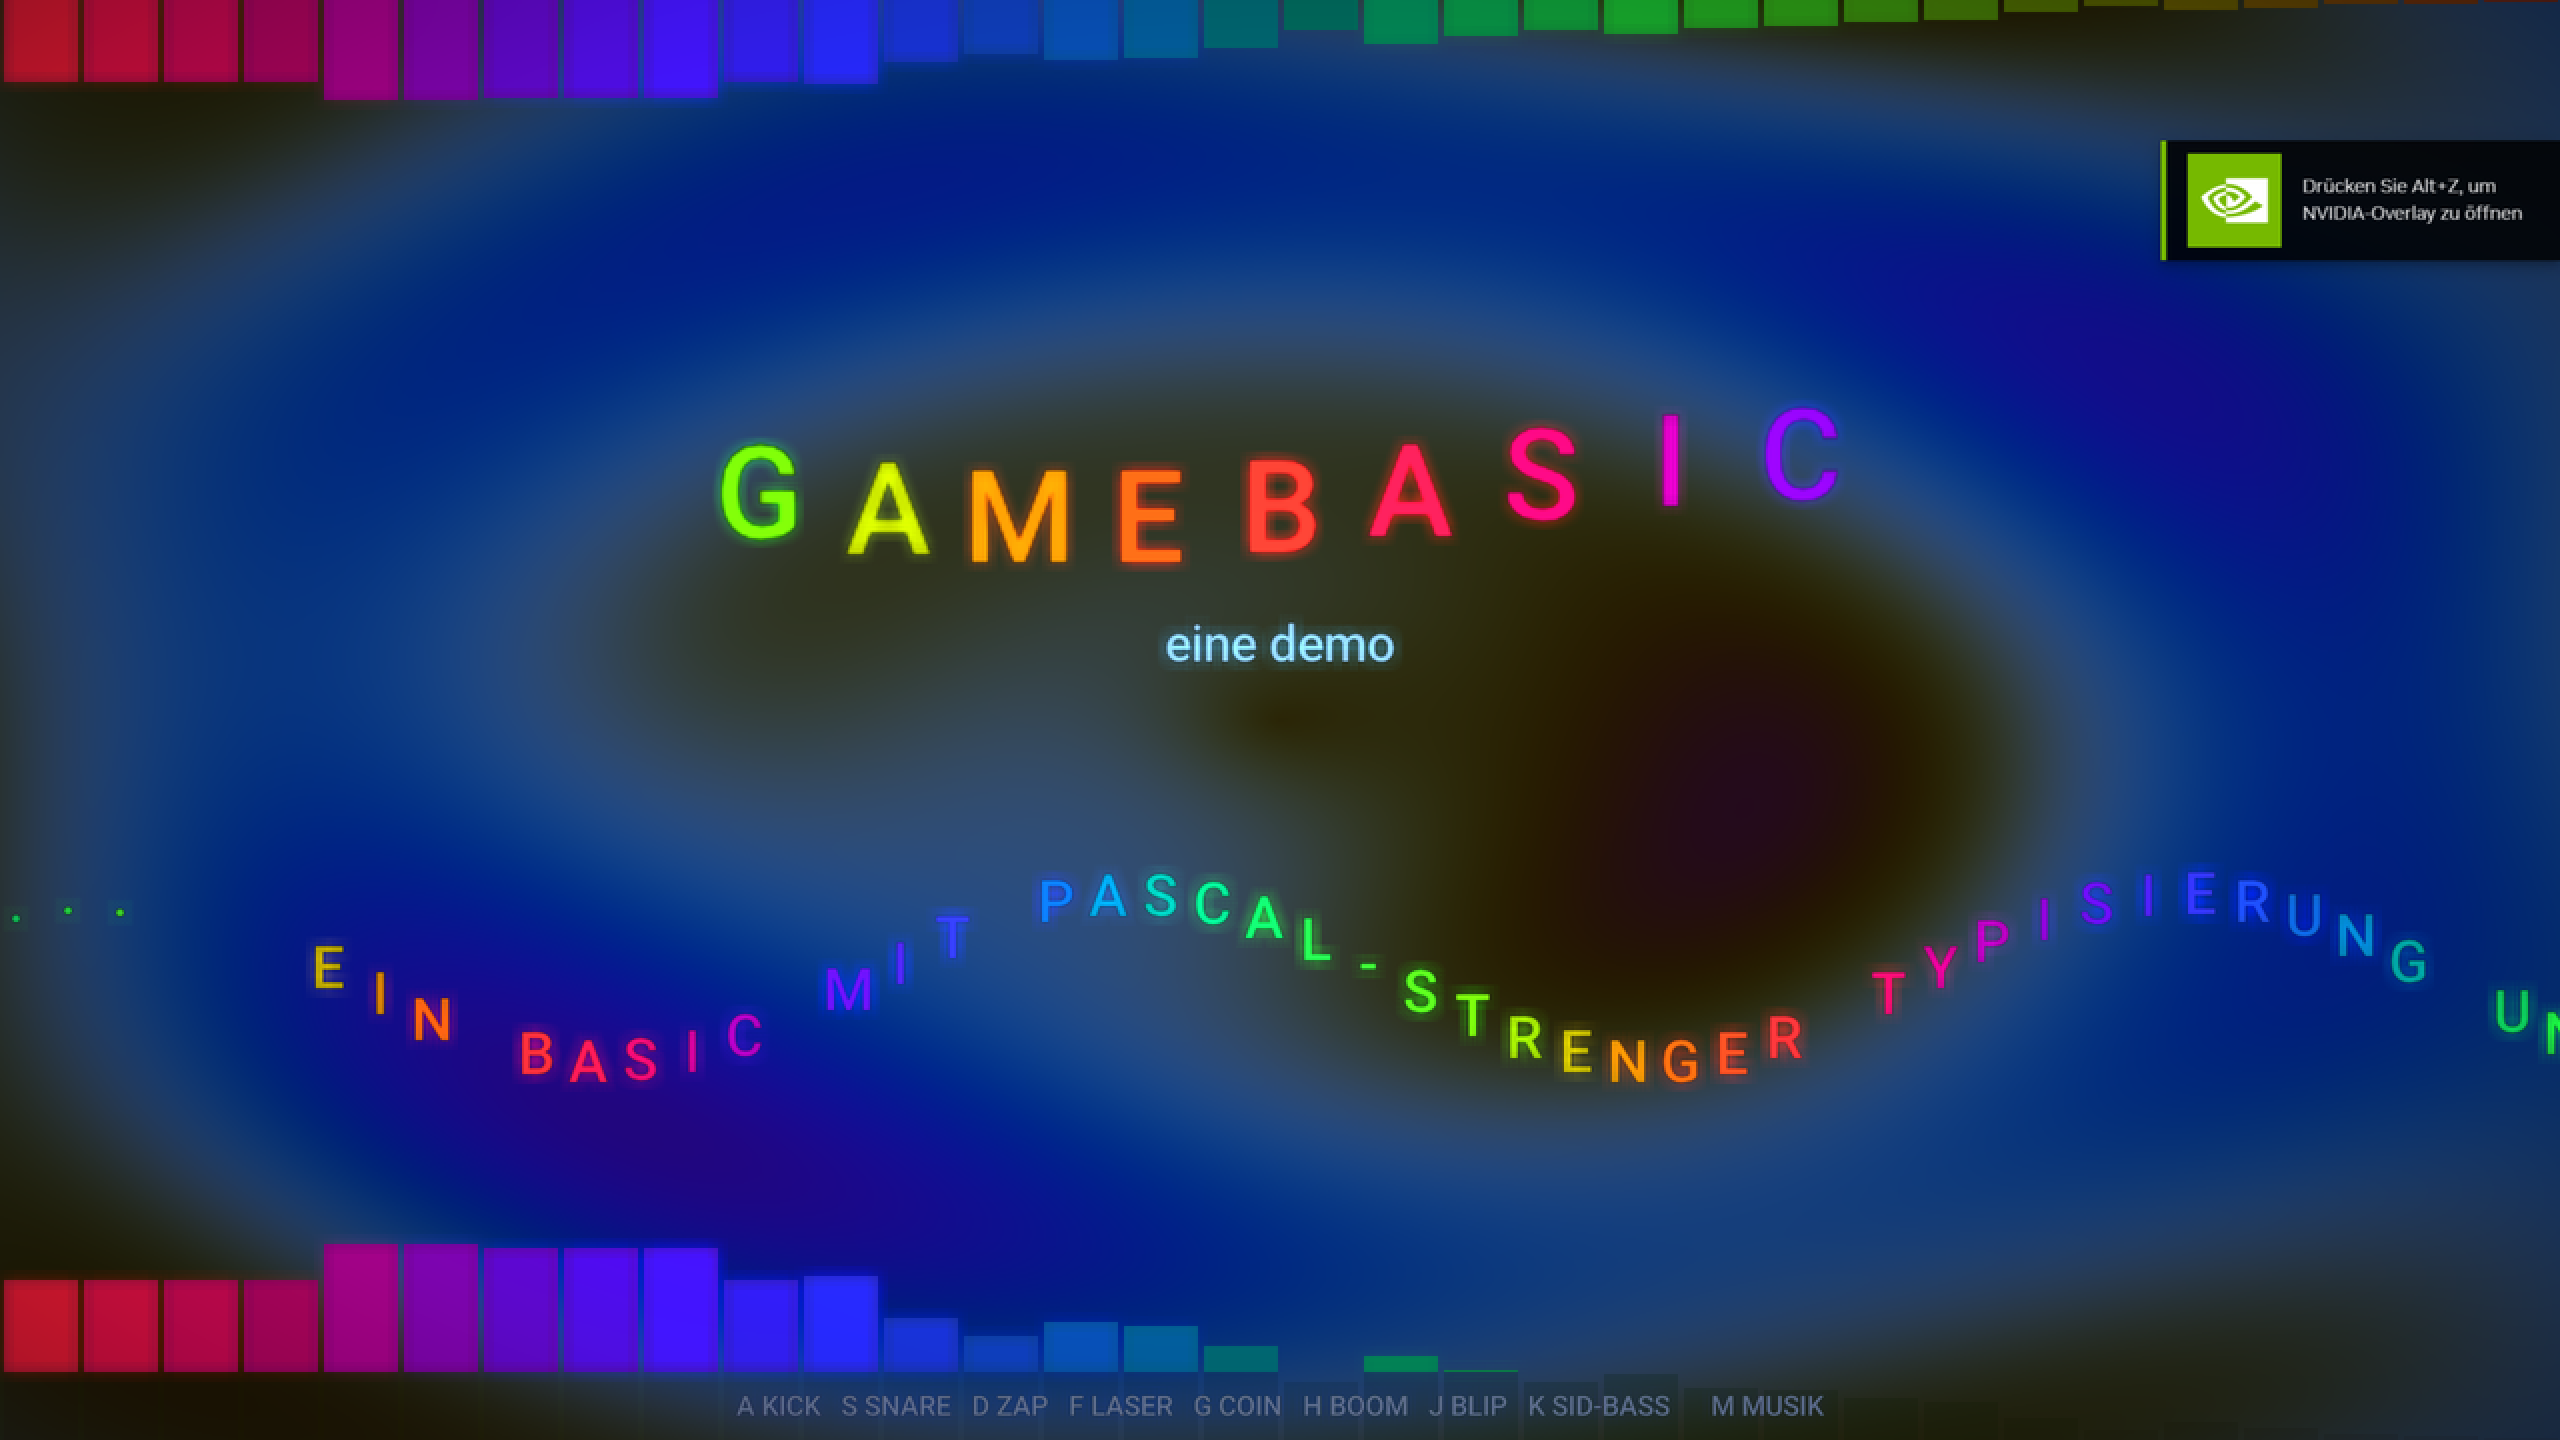 Drücken Sie Alt+Z, um
NVIDIA-Overlay zu öffnen
GAMEBASIC
eine demo
... EIN BASIC MIT PASCAL-STRENGER TYPISIERUNG UN
A KICK S SNARE D ZAP F LASER G COIN H BOOM J BLIP K SID-BASS M MUSIK